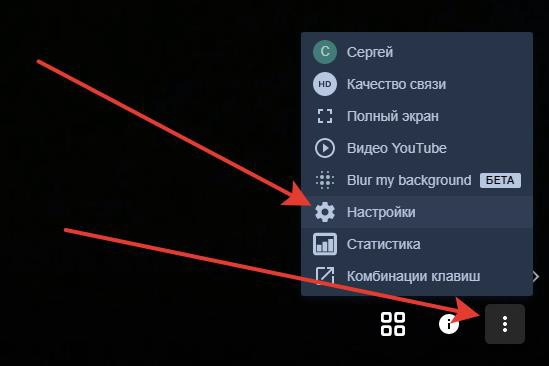 С Сергей
HD Качество связи
Полный экран
Видео YouTube
Blur my background БЕТА
Настройки
Статистика
Комбинации клавиш